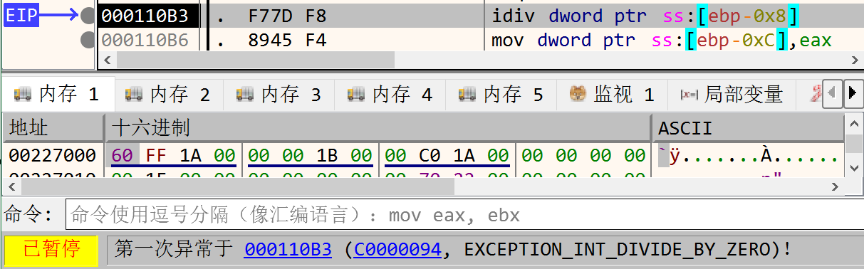 EIP 000110B3 . F77D F8 idiv dword ptr ss:[ebp-0x8]
000110B6 . 8945 F4 mov dword ptr ss:[ebp-0xC],eax
内存 1 内存 2 内存 3 内存 4 内存 5 监视 1 局部变量
地址 十六进制 ASCII
00227000 60 FF 1A 00 00 00 1B 00 00 C0 1A 00 00 00 00 00 `ÿ.......À......
命令: 命令使用逗号分隔（像汇编语言）: mov eax, ebx
已暂停 第一次异常于 000110B3 (C0000094, EXCEPTION_INT_DIVIDE_BY_ZERO)!